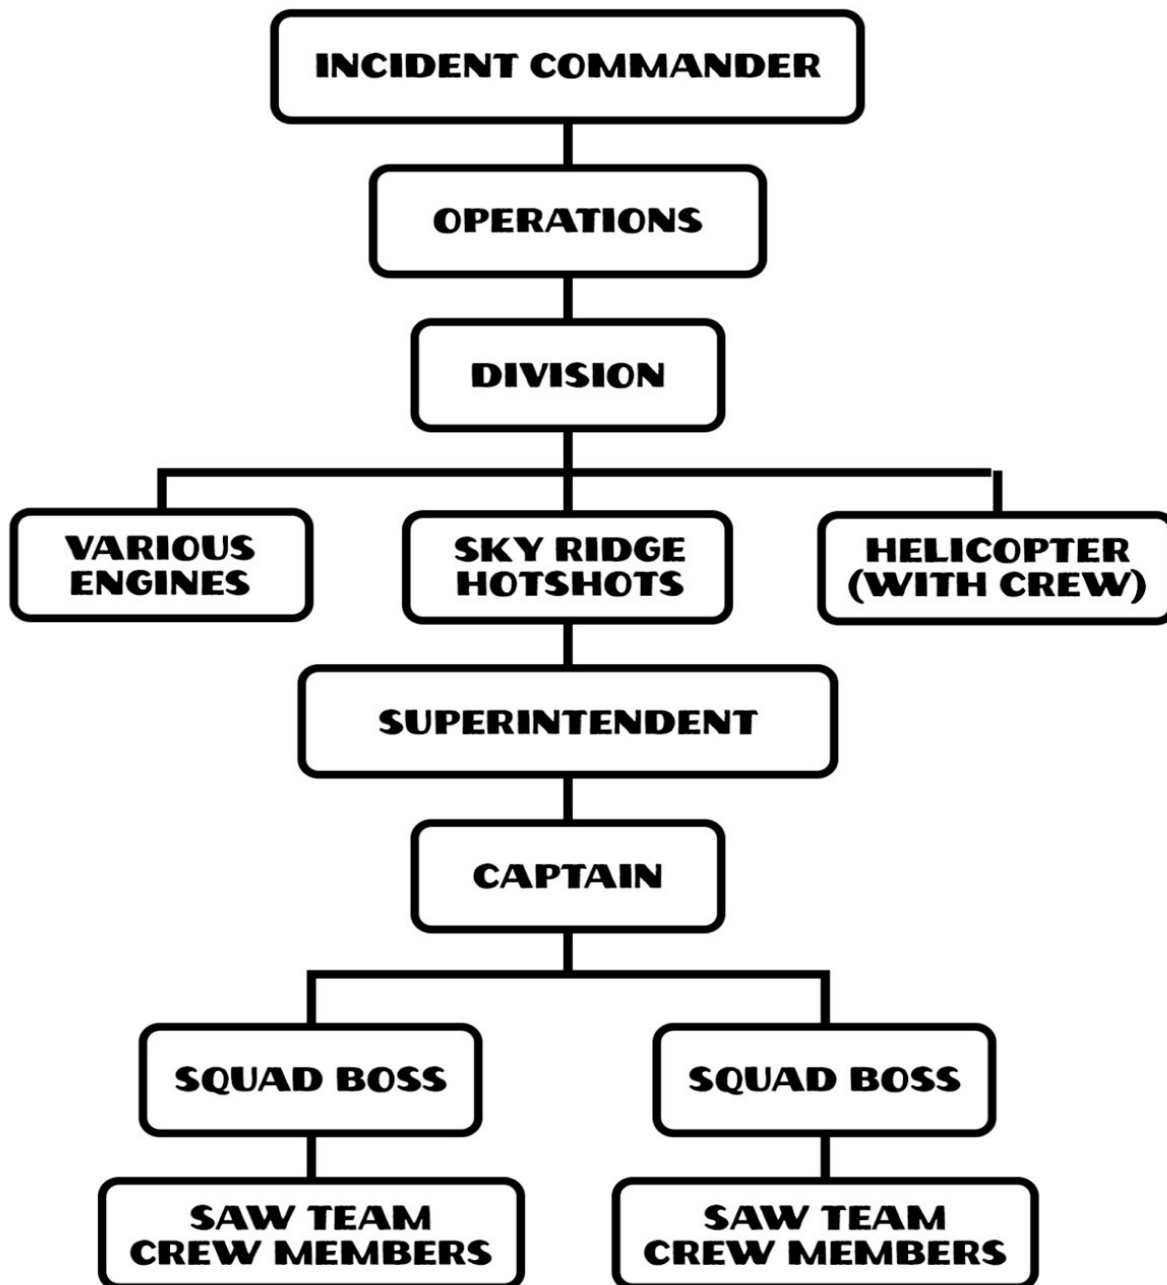 INCIDENT COMMANDER
OPERATIONS
DIVISION
VARIOUS
ENGINES
SKY RIDGE
HOTSHOTS
HELICOPTER
(WITH CREW)
SUPERINTENDENT
CAPTAIN
SQUAD BOSS
SQUAD BOSS
SAW TEAM
CREW MEMBERS
SAW TEAM
CREW MEMBERS